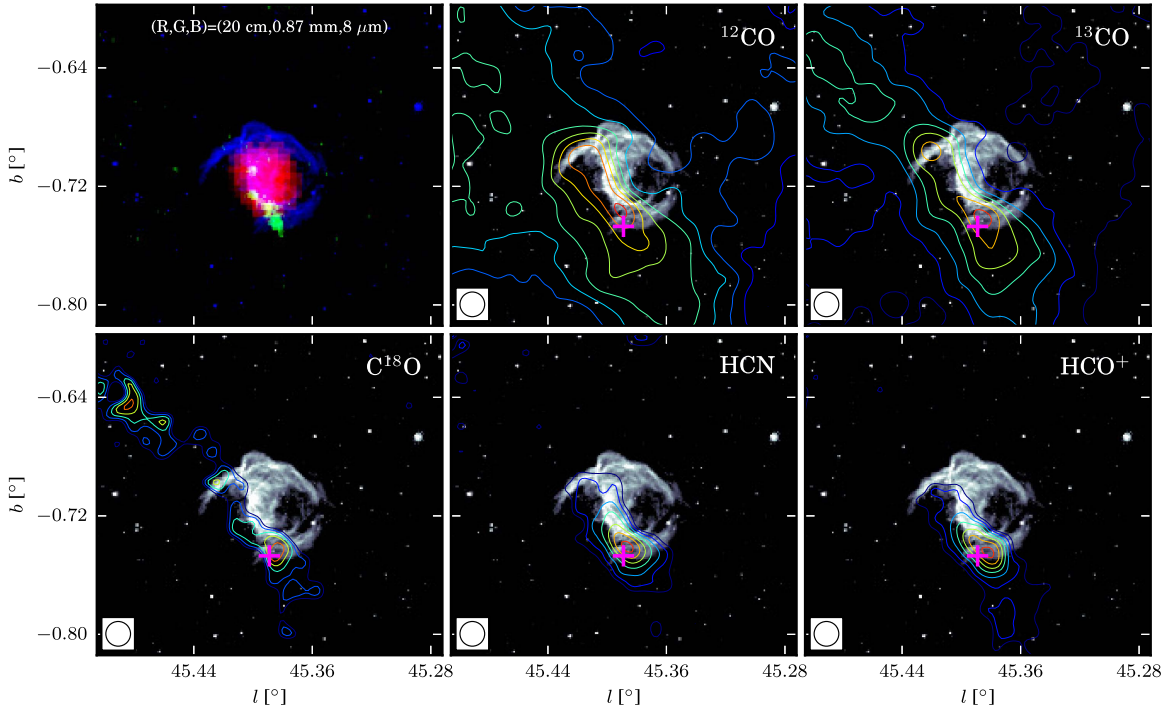 (R,G,B)=(20 cm,0.87 mm,8 μm)
¹²CO
¹³CO
−0.64
−0.72
−0.80
b [°]
C¹⁸O
HCN
HCO⁺
−0.64
−0.72
−0.80
b [°]
45.44 45.36 45.28
45.44 45.36 45.28
45.44 45.36 45.28
l [°] l [°] l [°]